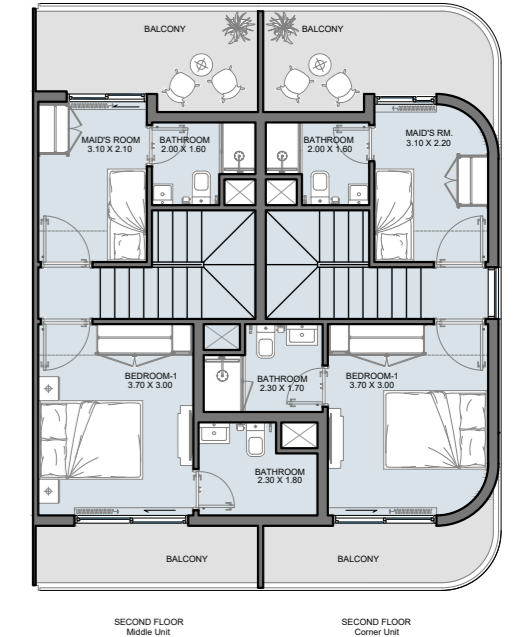 BALCONY
BALCONY
MAID'S ROOM
3.10 X 2.10
BATHROOM
2.00 X 1.60
BATHROOM
2.00 X 1.60
MAID'S RM.
3.10 X 2.20
BEDROOM-1
3.70 X 3.00
BATHROOM
2.30 X 1.70
BEDROOM-1
3.70 X 3.00
BATHROOM
2.30 X 1.80
BALCONY
BALCONY
SECOND FLOOR
Middle Unit
SECOND FLOOR
Corner Unit